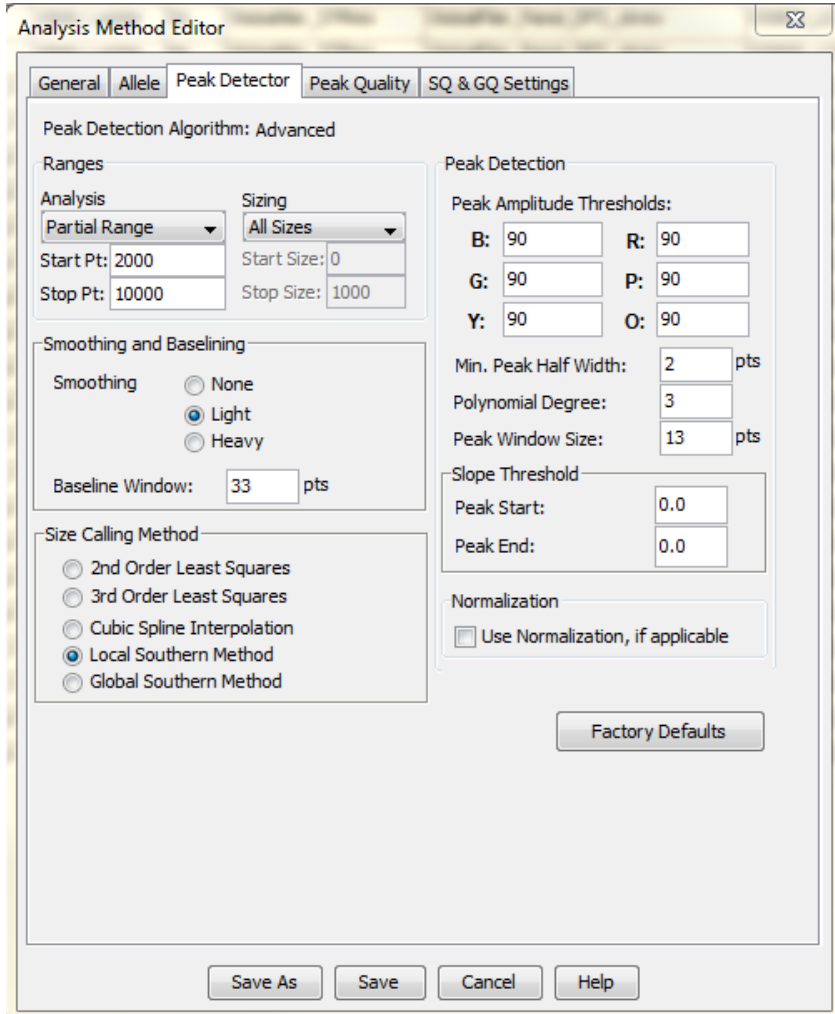 Analysis Method Editor
General Allele Peak Detector Peak Quality SQ & GQ Settings
Peak Detection Algorithm: Advanced
Ranges
Analysis Sizing
Partial Range All Sizes
Start Pt: 2000 Start Size: 0
Stop Pt: 10000 Stop Size: 1000
Smoothing and Baselining
Smoothing None
Light
Heavy
Baseline Window: 33 pts
Size Calling Method
2nd Order Least Squares
3rd Order Least Squares
Cubic Spline Interpolation
Local Southern Method
Global Southern Method
Peak Detection
Peak Amplitude Thresholds:
B: 90 R: 90
G: 90 P: 90
Y: 90 O: 90
Min. Peak Half Width: 2 pts
Polynomial Degree: 3
Peak Window Size: 13 pts
Slope Threshold
Peak Start: 0.0
Peak End: 0.0
Normalization
Use Normalization, if applicable
Factory Defaults
Save As Save Cancel Help